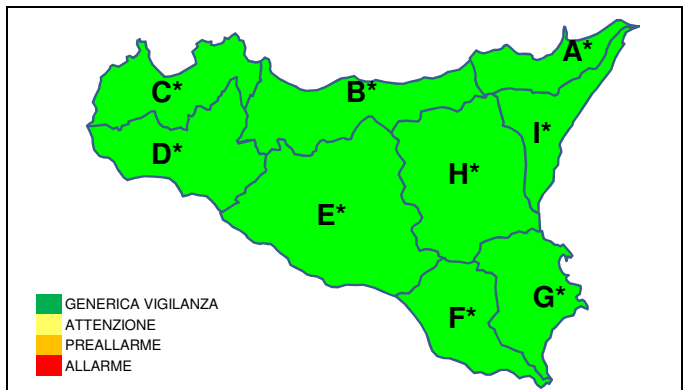 A*
B*
C*
I*
D*
H*
E*
G*
F*
GENERICA VIGILANZA
ATTENZIONE
PREALLARME
ALLARME